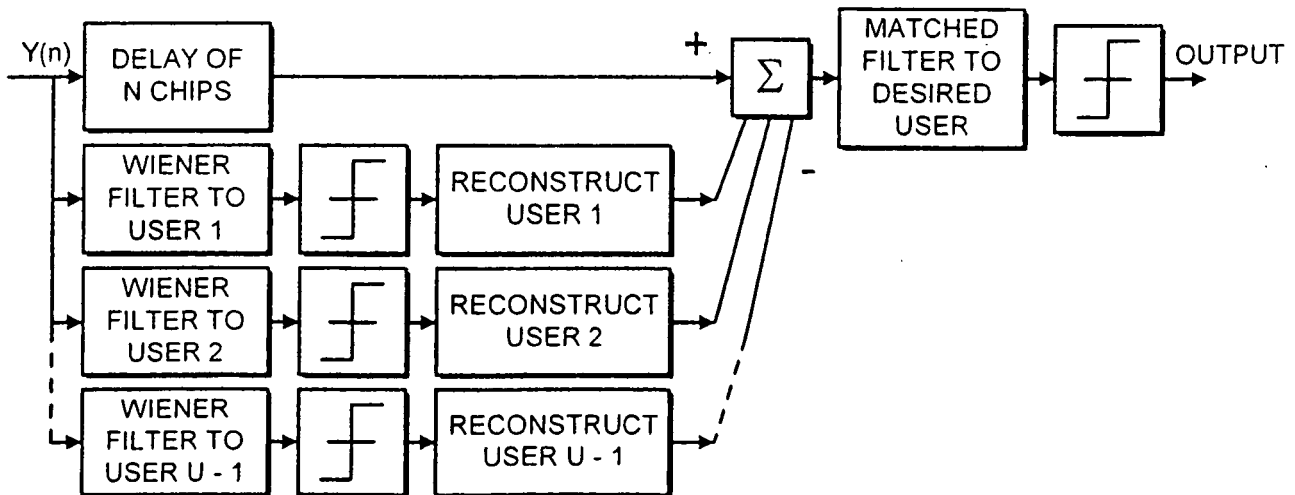 Y(n)
DELAY OF
N CHIPS
+
Σ
MATCHED
FILTER TO
DESIRED
USER
OUTPUT
-
WIENER
FILTER TO
USER 1
RECONSTRUCT
USER 1
WIENER
FILTER TO
USER 2
RECONSTRUCT
USER 2
WIENER
FILTER TO
USER U - 1
RECONSTRUCT
USER U - 1